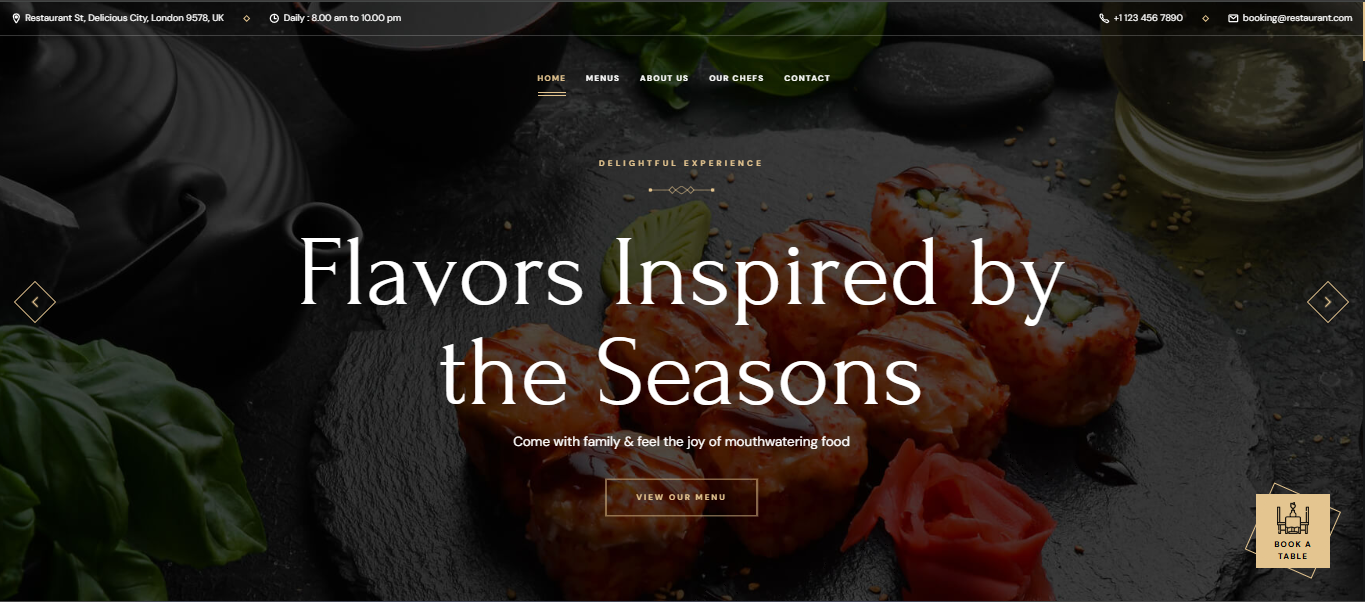 Restaurant St, Delicious City, London 9578, UK
Daily : 8.00 am to 10.00 pm
+1 123 456 7890
booking@restaurant.com
HOME MENUS ABOUT US OUR CHEFS CONTACT
DELIGHTFUL EXPERIENCE
Flavors Inspired by
the Seasons
Come with family & feel the joy of mouthwatering food
VIEW OUR MENU
BOOK A
TABLE